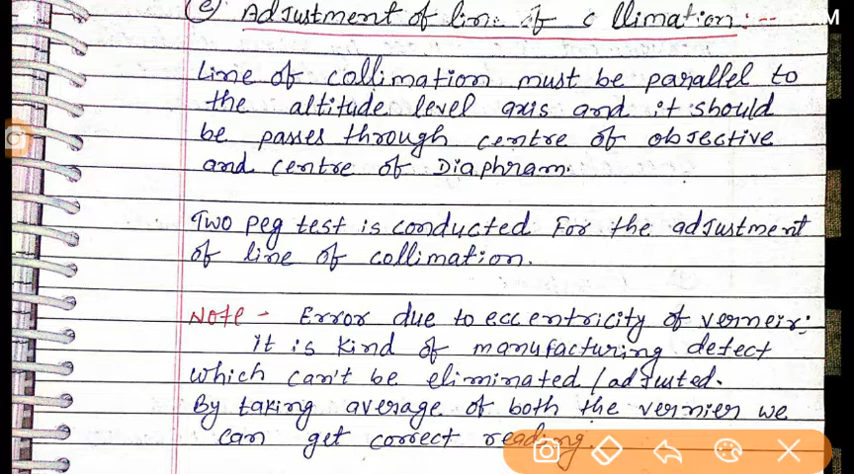 (e) Adjustment of line of collimation :--
M
Line of collimation must be parallel to
the altitude level axis and it should
be passes through centre of objective
and centre of Diaphram.
Two peg test is conducted For the adjustment
of line of collimation.
Note - Error due to eccentricity of verneir:
it is kind of manufacturing defect
which can't be eliminated / adjusted.
By taking average of both the vernier we
can get correct reading.